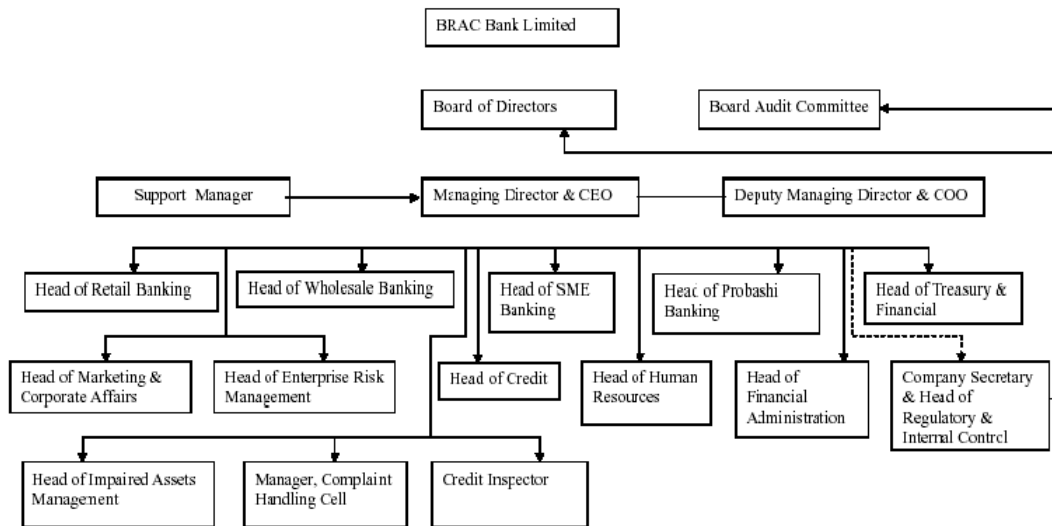 BRAC Bank Limited
Board of Directors
Board Audit Committee
Support Manager
Managing Director & CEO
Deputy Managing Director & COO
Head of Retail Banking
Head of Wholesale Banking
Head of SME
Banking
Head of Probashi
Banking
Head of Treasury &
Financial
Head of Marketing &
Corporate Affairs
Head of Enterprise Risk
Management
Head of Credit
Head of Human
Resources
Head of
Financial
Administration
Company Secretary
& Head of
Regulatory &
Internal Control
Head of Impaired Assets
Management
Manager, Complaint
Handling Cell
Credit Inspector